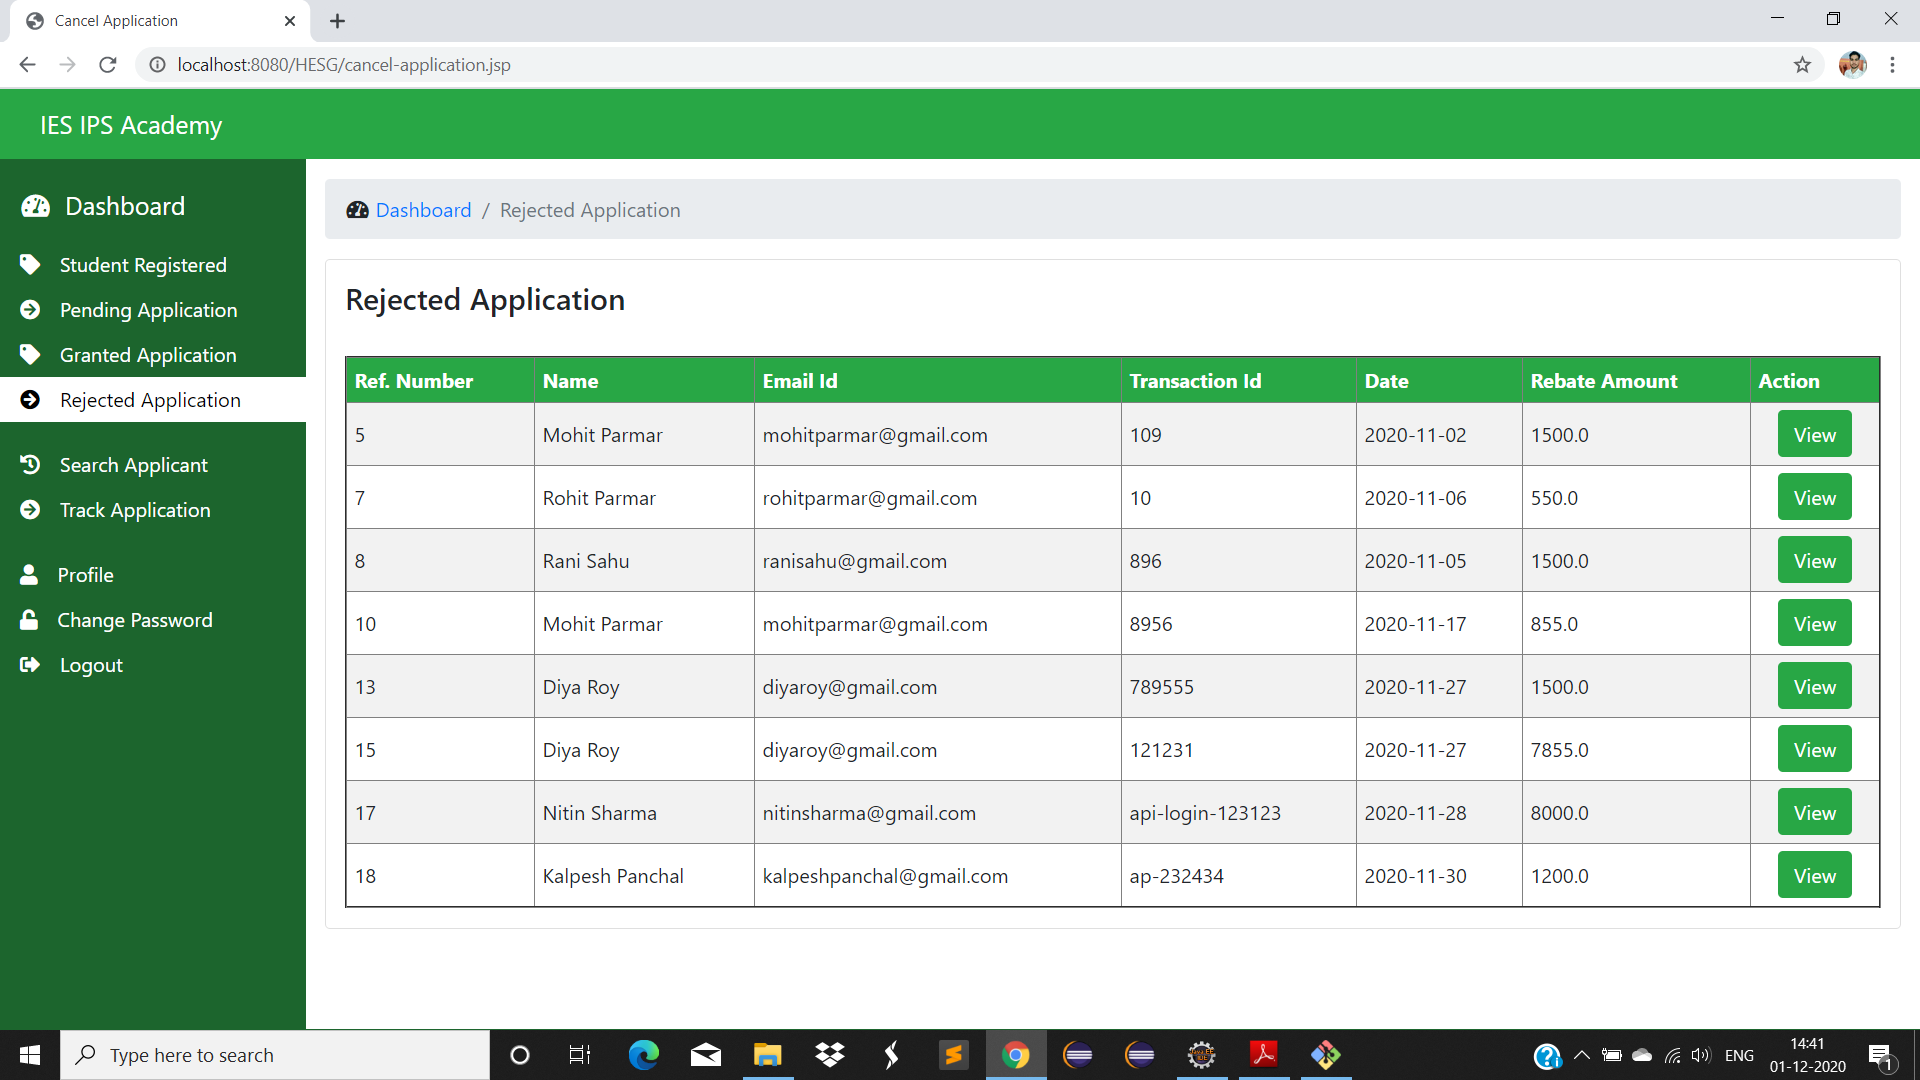 Cancel Application
localhost:8080/HESG/cancel-application.jsp
IES IPS Academy
Dashboard
Student Registered
Pending Application
Granted Application
Rejected Application
Search Applicant
Track Application
Profile
Change Password
Logout
Dashboard / Rejected Application
Rejected Application
Ref. Number Name Email Id Transaction Id Date Rebate Amount Action
5 Mohit Parmar mohitparmar@gmail.com 109 2020-11-02 1500.0 View
7 Rohit Parmar rohitparmar@gmail.com 10 2020-11-06 550.0 View
8 Rani Sahu ranisahu@gmail.com 896 2020-11-05 1500.0 View
10 Mohit Parmar mohitparmar@gmail.com 8956 2020-11-17 855.0 View
13 Diya Roy diyaroy@gmail.com 789555 2020-11-27 1500.0 View
15 Diya Roy diyaroy@gmail.com 121231 2020-11-27 7855.0 View
17 Nitin Sharma nitinsharma@gmail.com api-login-123123 2020-11-28 8000.0 View
18 Kalpesh Panchal kalpeshpanchal@gmail.com ap-232434 2020-11-30 1200.0 View
Type here to search
ENG
14:41
01-12-2020
1